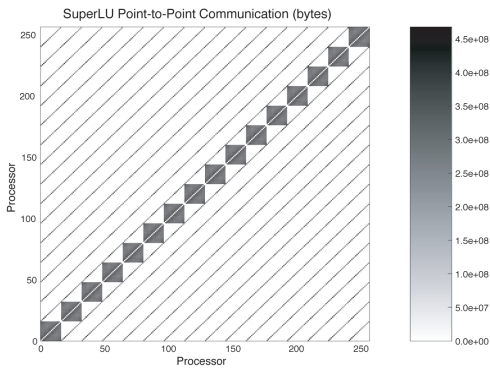 SuperLU Point-to-Point Communication (bytes)
250
200
150
100
50
0
Processor
0 50 100 150 200 250
Processor
4.5e+08
4.0e+08
3.5e+08
3.0e+08
2.5e+08
2.0e+08
1.5e+08
1.0e+08
5.0e+07
0.0e+00